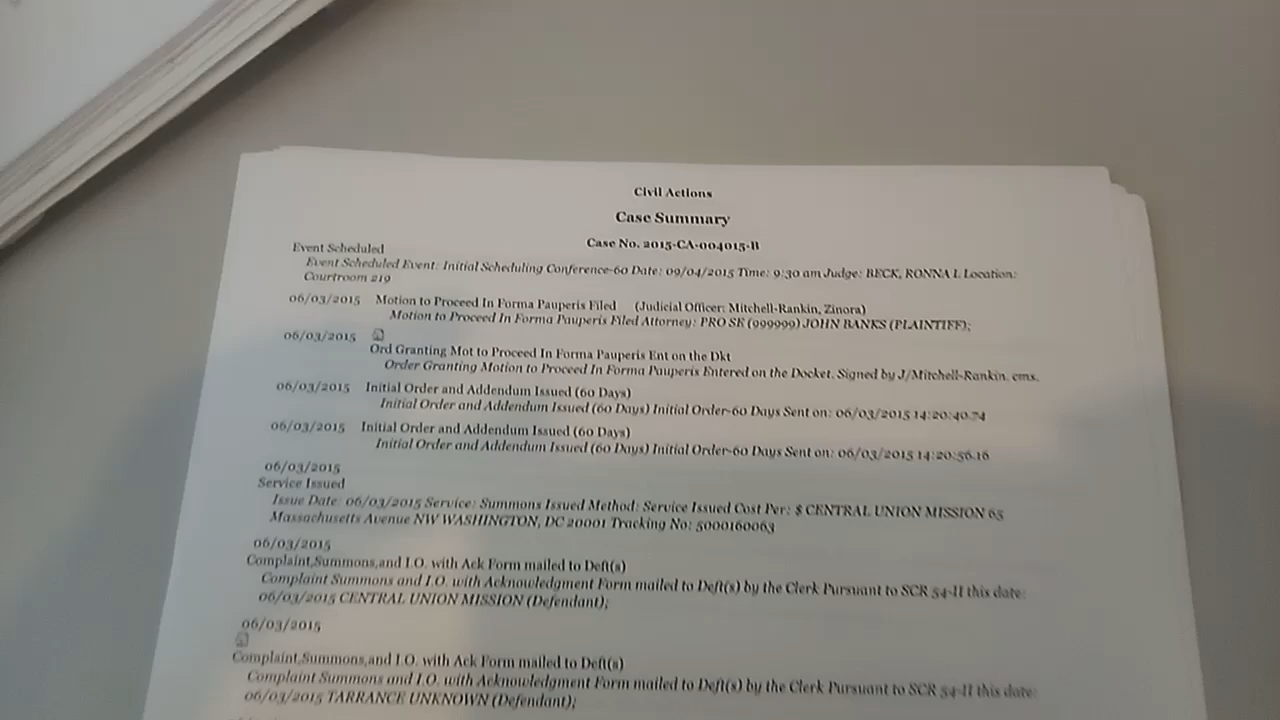 Civil Actions
Case Summary
Case No. 2015-CA-004015-B
Event Scheduled
Event Scheduled Event: Initial Scheduling Conference-60 Date: 09/04/2015 Time: 9:30 am Judge: BECK, RONNA L Location:
Courtroom 219
06/03/2015 Motion to Proceed In Forma Pauperis Filed (Judicial Officer: Mitchell-Rankin, Zinora)
Motion to Proceed In Forma Pauperis Filed Attorney: PRO SE (999999) JOHN BANKS (PLAINTIFF);
06/03/2015
Ord Granting Mot to Proceed In Forma Pauperis Ent on the Dkt
Order Granting Motion to Proceed In Forma Pauperis Entered on the Docket. Signed by J/Mitchell-Rankin. cms.
06/03/2015 Initial Order and Addendum Issued (60 Days)
Initial Order and Addendum Issued (60 Days) Initial Order-60 Days Sent on: 06/03/2015 14:20:40.74
06/03/2015 Initial Order and Addendum Issued (60 Days)
Initial Order and Addendum Issued (60 Days) Initial Order-60 Days Sent on: 06/03/2015 14:20:56.16
06/03/2015
Service Issued
Issue Date: 06/03/2015 Service: Summons Issued Method: Service Issued Cost Per: $ CENTRAL UNION MISSION 65
Massachusetts Avenue NW WASHINGTON, DC 20001 Tracking No: 5000160063
06/03/2015
Complaint,Summons,and I.O. with Ack Form mailed to Deft(s)
Complaint Summons and I.O. with Acknowledgment Form mailed to Deft(s) by the Clerk Pursuant to SCR 54-II this date:
06/03/2015 CENTRAL UNION MISSION (Defendant);
06/03/2015
Complaint,Summons,and I.O. with Ack Form mailed to Deft(s)
Complaint Summons and I.O. with Acknowledgment Form mailed to Deft(s) by the Clerk Pursuant to SCR 54-II this date:
06/03/2015 TARRANCE UNKNOWN (Defendant);